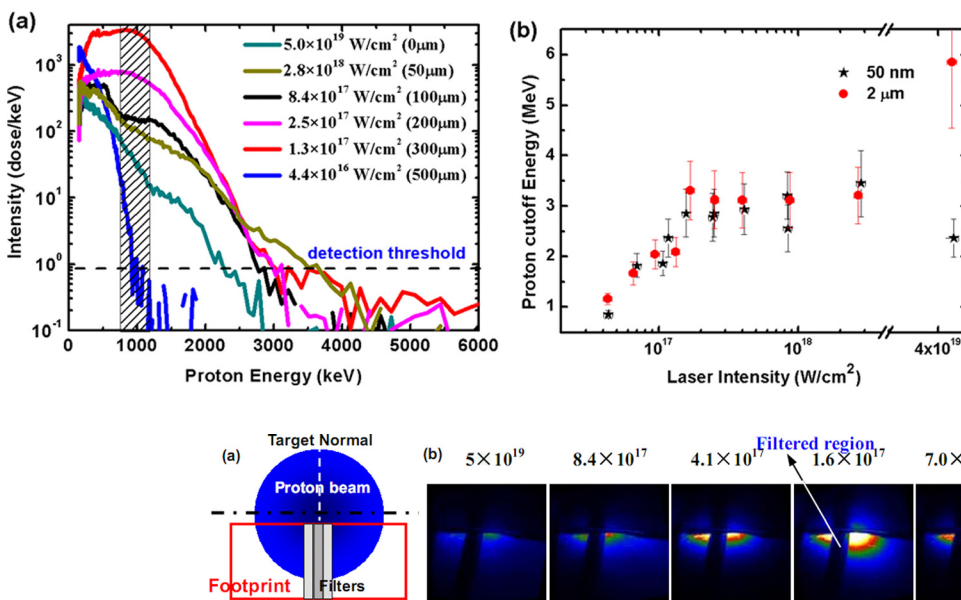 (a)
5.0×10¹⁹ W/cm² (0μm)
2.8×10¹⁸ W/cm² (50μm)
8.4×10¹⁷ W/cm² (100μm)
2.5×10¹⁷ W/cm² (200μm)
1.3×10¹⁷ W/cm² (300μm)
4.4×10¹⁶ W/cm² (500μm)
detection threshold
Intensity (dose/keV)
10³
10²
10¹
10⁰
10⁻¹
0 1000 2000 3000 4000 5000 6000
Proton Energy (keV)
(b)
50 nm
2 μm
Proton cutoff Energy (MeV)
6
5
4
3
2
1
10¹⁷ 10¹⁸ 4x10¹⁹
Laser Intensity (W/cm²)
(a)
Target Normal
Proton beam
Footprint
Filters
(b)
Filtered region
5×10¹⁹ 8.4×10¹⁷ 4.1×10¹⁷ 1.6×10¹⁷ 7.0×